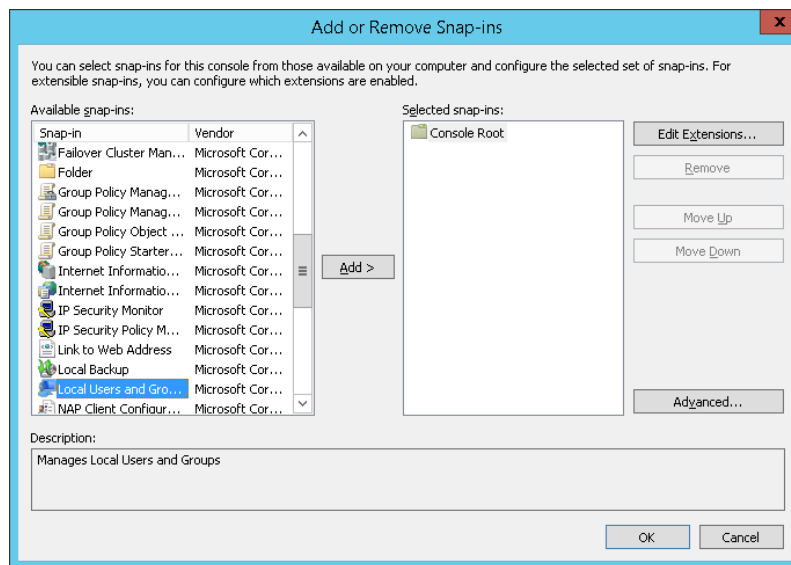 Add or Remove Snap-ins
x
You can select snap-ins for this console from those available on your computer and configure the selected set of snap-ins. For
extensible snap-ins, you can configure which extensions are enabled.
Available snap-ins:
Snap-in Vendor
Failover Cluster Man... Microsoft Cor...
Folder Microsoft Cor...
Group Policy Manag... Microsoft Cor...
Group Policy Manag... Microsoft Cor...
Group Policy Object ... Microsoft Cor...
Group Policy Starter... Microsoft Cor...
Internet Informatio... Microsoft Cor...
Internet Informatio... Microsoft Cor...
IP Security Monitor Microsoft Cor...
IP Security Policy M... Microsoft Cor...
Link to Web Address Microsoft Cor...
Local Backup Microsoft Cor...
Local Users and Gro... Microsoft Cor...
NAP Client Configur... Microsoft Cor...
Add >
Selected snap-ins:
Console Root
Edit Extensions...
Remove
Move Up
Move Down
Advanced...
Description:
Manages Local Users and Groups
OK
Cancel